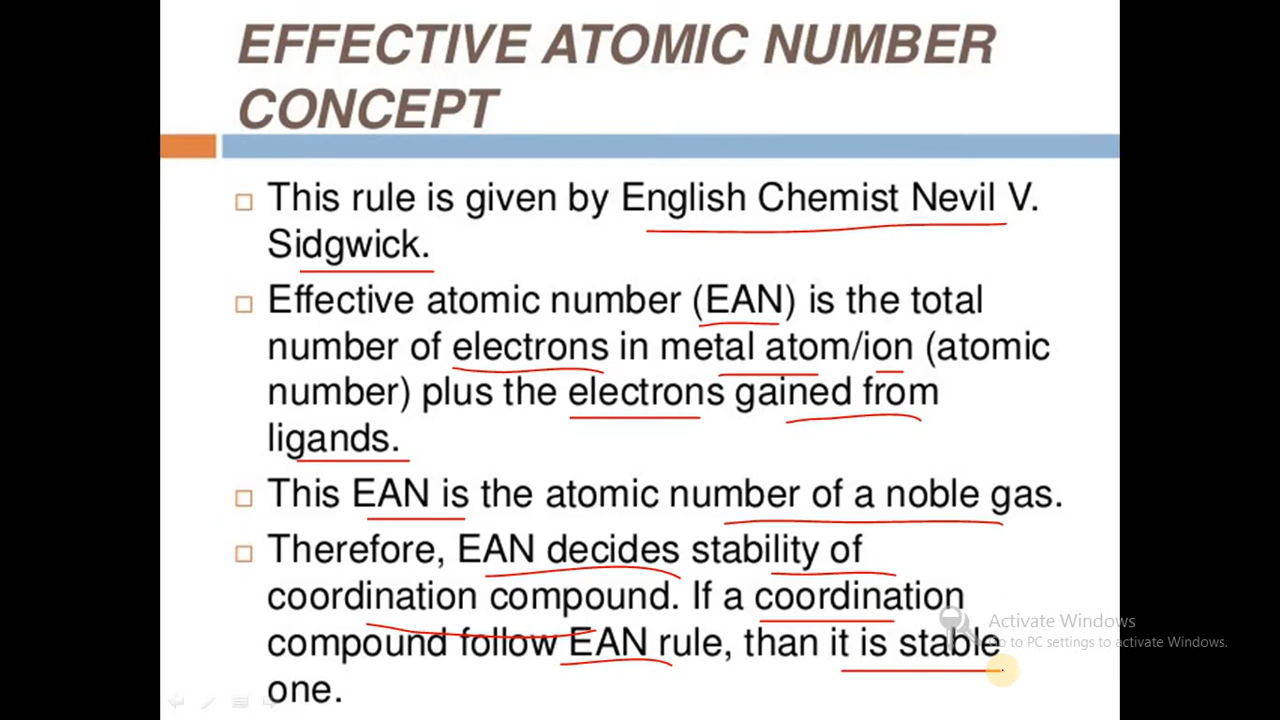 EFFECTIVE ATOMIC NUMBER
CONCEPT
This rule is given by English Chemist Nevil V.
Sidgwick.
Effective atomic number (EAN) is the total
number of electrons in metal atom/ion (atomic
number) plus the electrons gained from
ligands.
This EAN is the atomic number of a noble gas.
Therefore, EAN decides stability of
coordination compound. If a coordination
compound follow EAN rule, than it is stable
one.
Activate Windows
Go to PC settings to activate Windows.